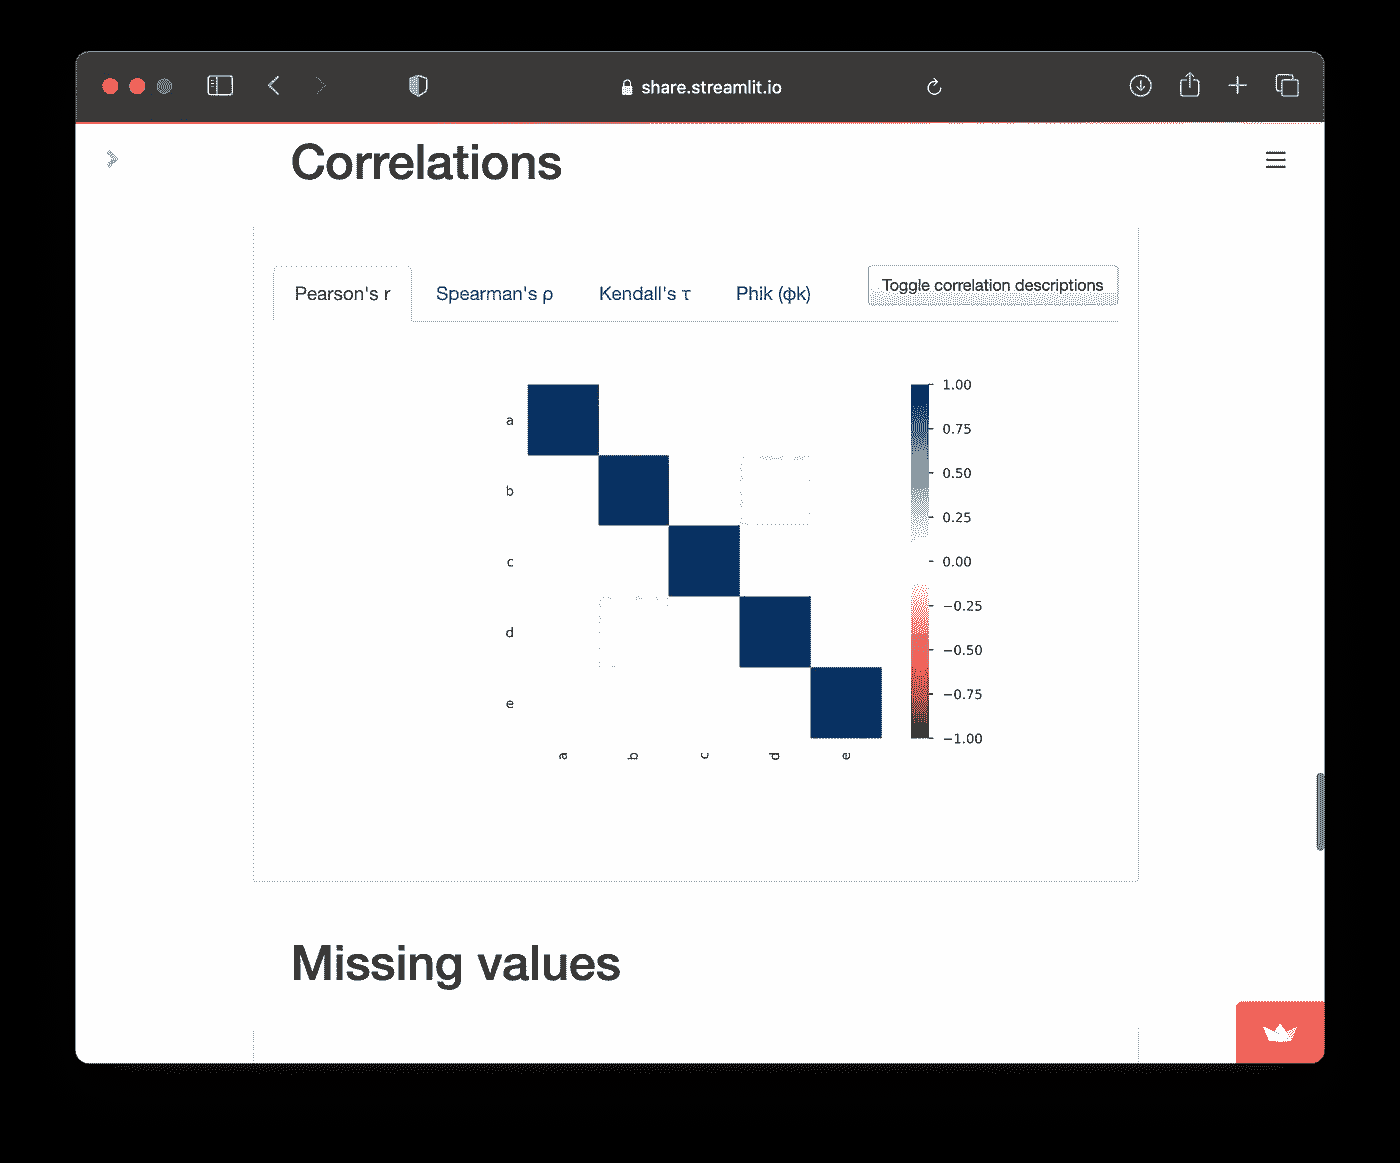 share.streamlit.io
Correlations
Pearson's r Spearman's ρ Kendall's τ Phik (φk) Toggle correlation descriptions
a
b
c
d
e
a b c d e
1.00
0.75
0.50
0.25
0.00
−0.25
−0.50
−0.75
−1.00
Missing values